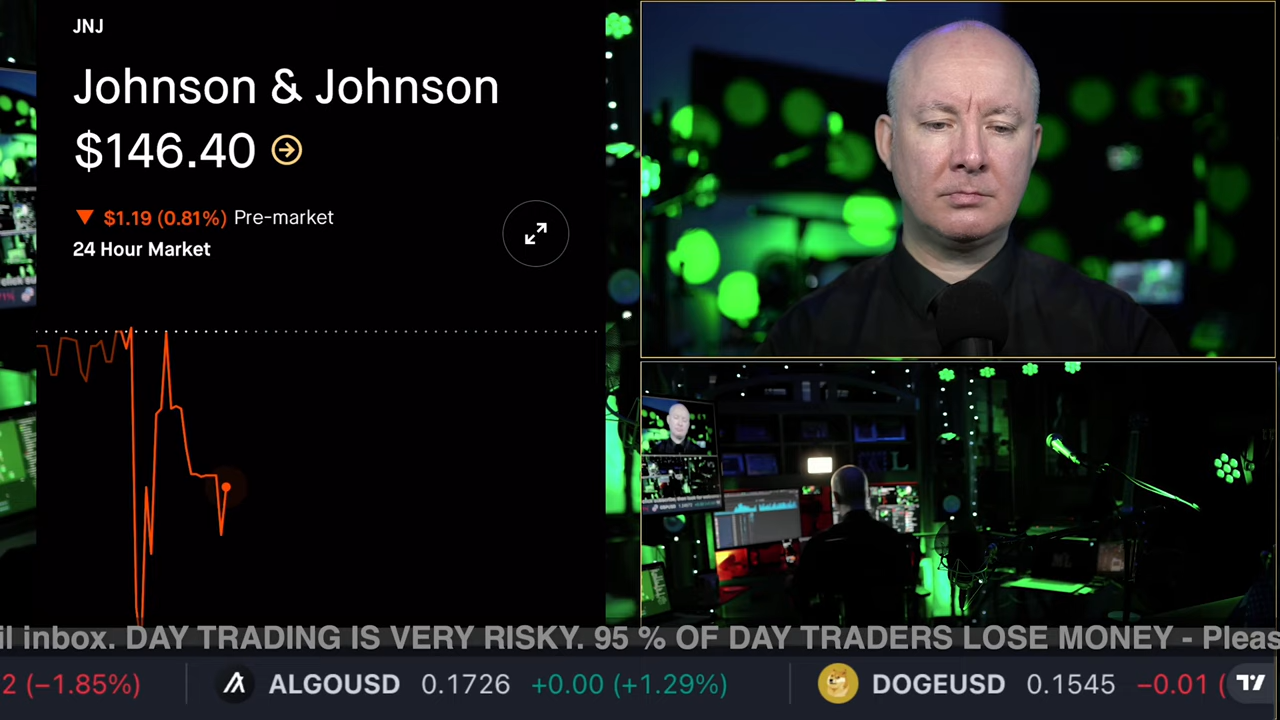 JNJ
Johnson & Johnson
$146.40
$1.19 (0.81%) Pre-market
24 Hour Market
il inbox. DAY TRADING IS VERY RISKY. 95 % OF DAY TRADERS LOSE MONEY - Pleas
2 (−1.85%)
ALGOUSD 0.1726 +0.00 (+1.29%)
DOGEUSD 0.1545 −0.01 (